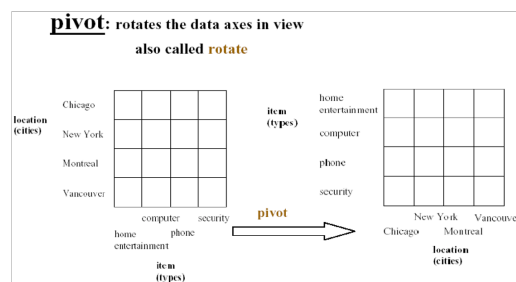 pivot: rotates the data axes in view
also called rotate
location
(cities)
Chicago
New York
Montreal
Vancouver
computer security
home phone
entertainment
item
(types)
pivot
item
(types)
home
entertainment
computer
phone
security
New York Vancouve
Chicago Montreal
location
(cities)